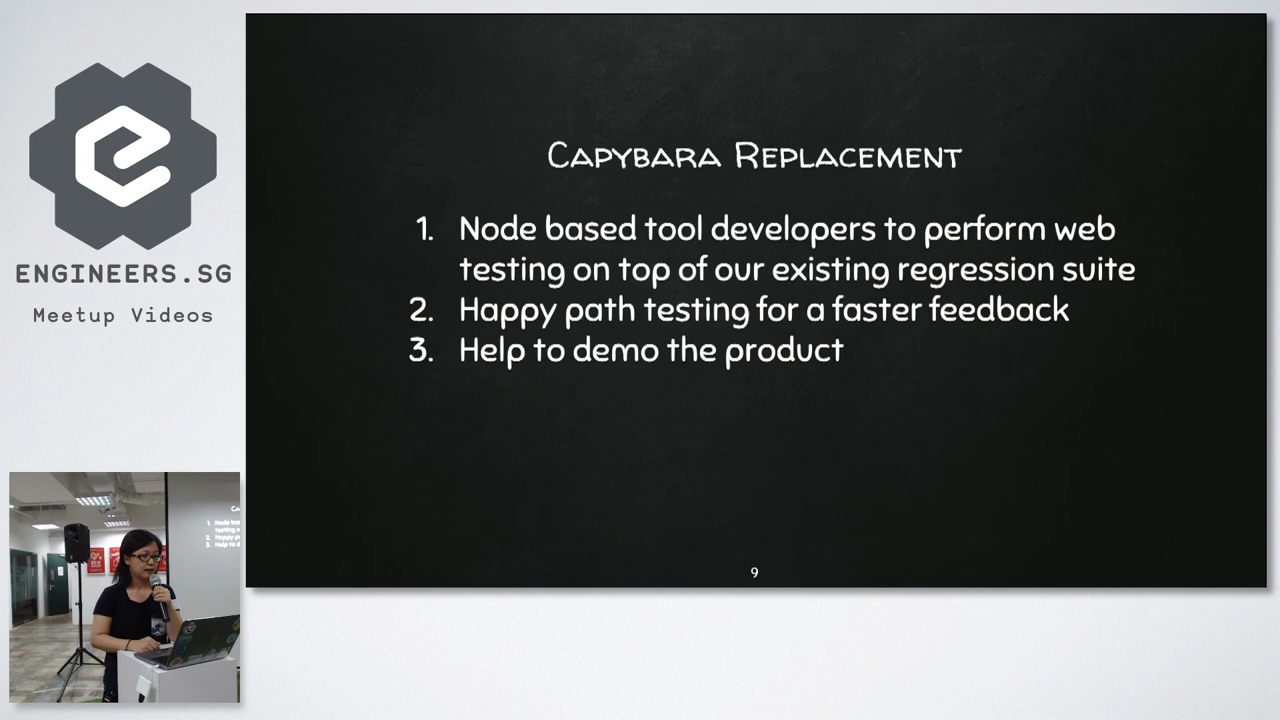 ENGINEERS.SG
Meetup Videos
Capybara Replacement
1. Node based tool developers to perform web
testing on top of our existing regression suite
2. Happy path testing for a faster feedback
3. Help to demo the product
9